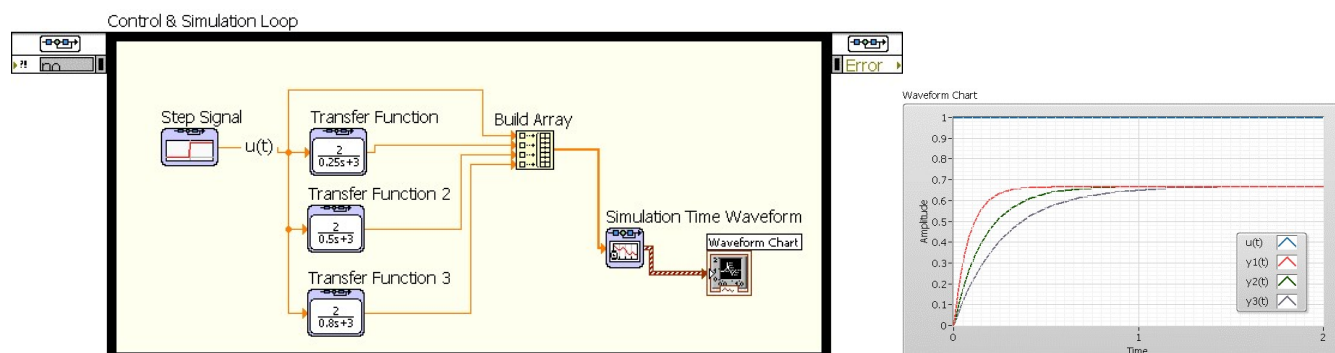 Control & Simulation Loop
no
Error
Step Signal
u(t)
Transfer Function
2
0.25s+3
Transfer Function 2
2
0.5s+3
Transfer Function 3
2
0.8s+3
Build Array
Simulation Time Waveform
Waveform Chart
Waveform Chart
Amplitude
1
0.9
0.8
0.7
0.6
0.5
0.4
0.3
0.2
0.1
0
0
1
2
Time
u(t)
y1(t)
y2(t)
y3(t)